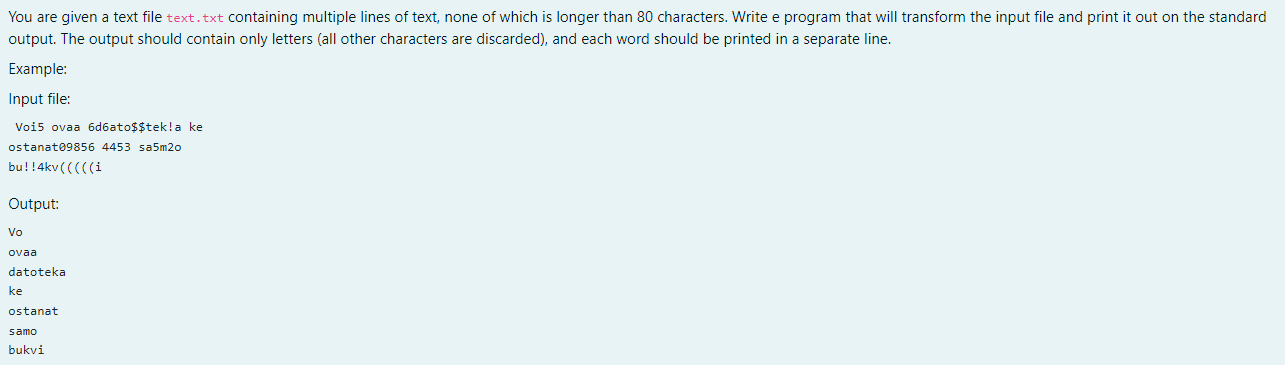 You are given a text file text.txt containing multiple lines of text, none of which is longer than 80 characters. Write e program that will transform the input file and print it out on the standard
output. The output should contain only letters (all other characters are discarded), and each word should be printed in a separate line.
Example:
Input file:
Voi5 ovaa 6d6ato$$tek!a ke
ostanat09856 4453 sa5m2o
bu!!4kv(((((i
Output:
Vo
ovaa
datoteka
ke
ostanat
samo
bukvi